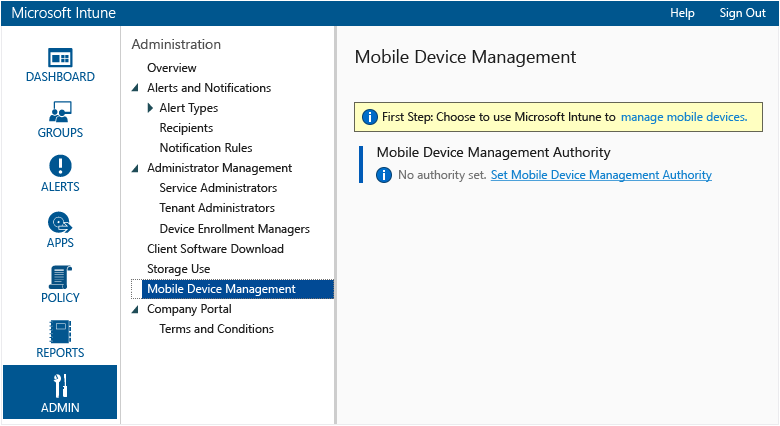 Microsoft Intune
Help
Sign Out
DASHBOARD
GROUPS
ALERTS
APPS
POLICY
REPORTS
ADMIN
Administration
Overview
Alerts and Notifications
Alert Types
Recipients
Notification Rules
Administrator Management
Service Administrators
Tenant Administrators
Device Enrollment Managers
Client Software Download
Storage Use
Mobile Device Management
Company Portal
Terms and Conditions
Mobile Device Management
First Step: Choose to use Microsoft Intune to manage mobile devices.
Mobile Device Management Authority
No authority set. Set Mobile Device Management Authority